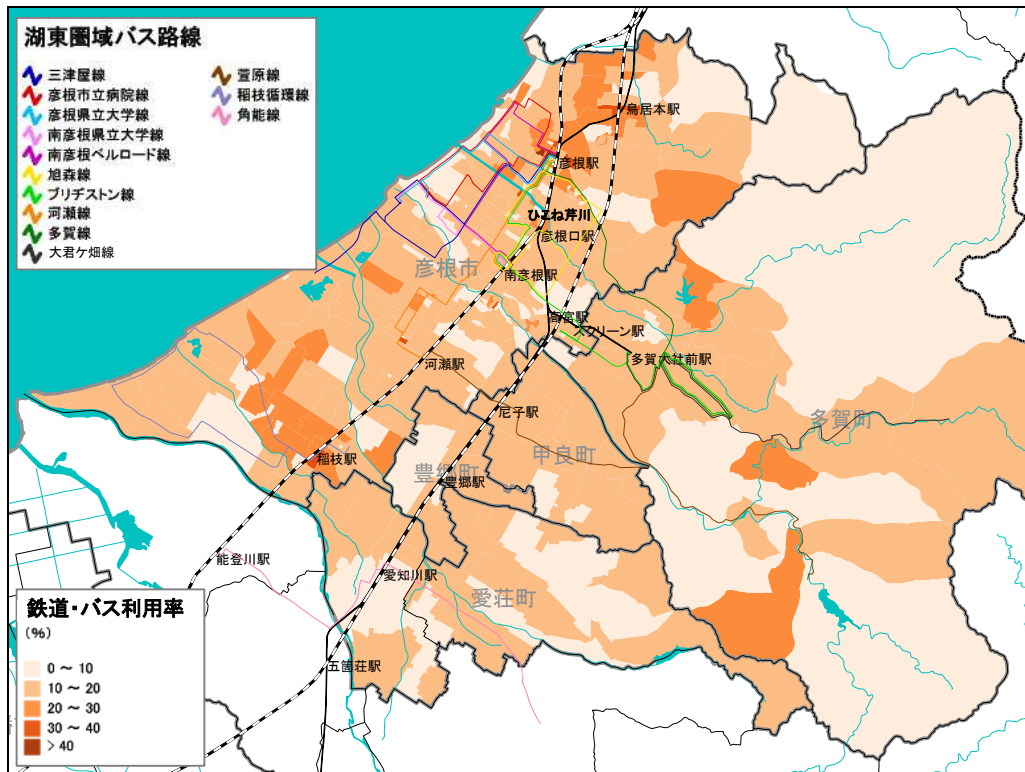 湖東圏域バス路線
三津屋線
彦根市立病院線
彦根県立大学線
南彦根県立大学線
南彦根ベルロード線
旭森線
ブリヂストン線
河瀬線
多賀線
大君ケ畑線
萱原線
稲枝循環線
角能線
鳥居本駅
彦根駅
ひこね芹川
彦根口駅
彦根市
南彦根駅
高宮駅
スクリーン駅
多賀大社前駅
河瀬駅
尼子駅
多賀町
甲良町
稲枝駅
豊郷町
豊郷駅
能登川駅
愛知川駅
愛荘町
五箇荘駅
鉄道・バス利用率
(%)
0 ～ 10
10 ～ 20
20 ～ 30
30 ～ 40
> 40